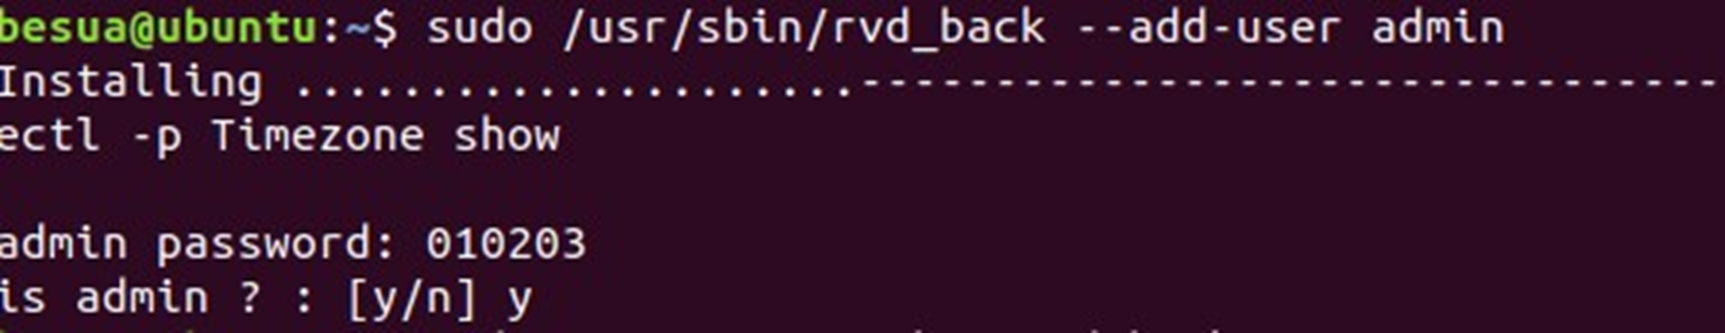 besua@ubuntu:~$ sudo /usr/sbin/rvd_back --add-user admin
Installing .....................--------------------------------
ectl -p Timezone show
admin password: 010203
is admin ? : [y/n] y